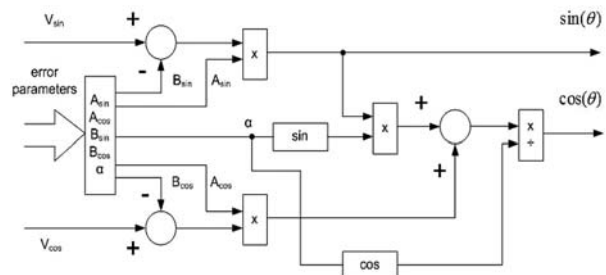 V_sin
+
-
B_sin
A_sin
x
sin(θ)
error
parameters
A_sin
A_cos
B_sin
B_cos
α
α
sin
x
+
+
x
÷
cos(θ)
-
B_cos
A_cos
x
V_cos
+
cos